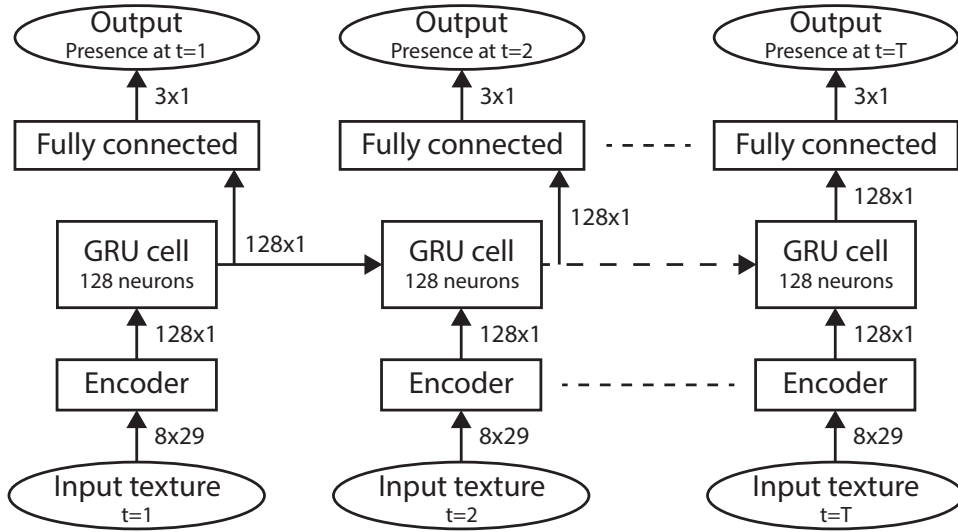 Output
Presence at t=1
Output
Presence at t=2
Output
Presence at t=T
3x1
3x1
3x1
Fully connected
Fully connected
Fully connected
128x1
128x1
GRU cell
128 neurons
128x1
GRU cell
128 neurons
GRU cell
128 neurons
128x1
128x1
128x1
Encoder
Encoder
Encoder
8x29
8x29
8x29
Input texture
t=1
Input texture
t=2
Input texture
t=T